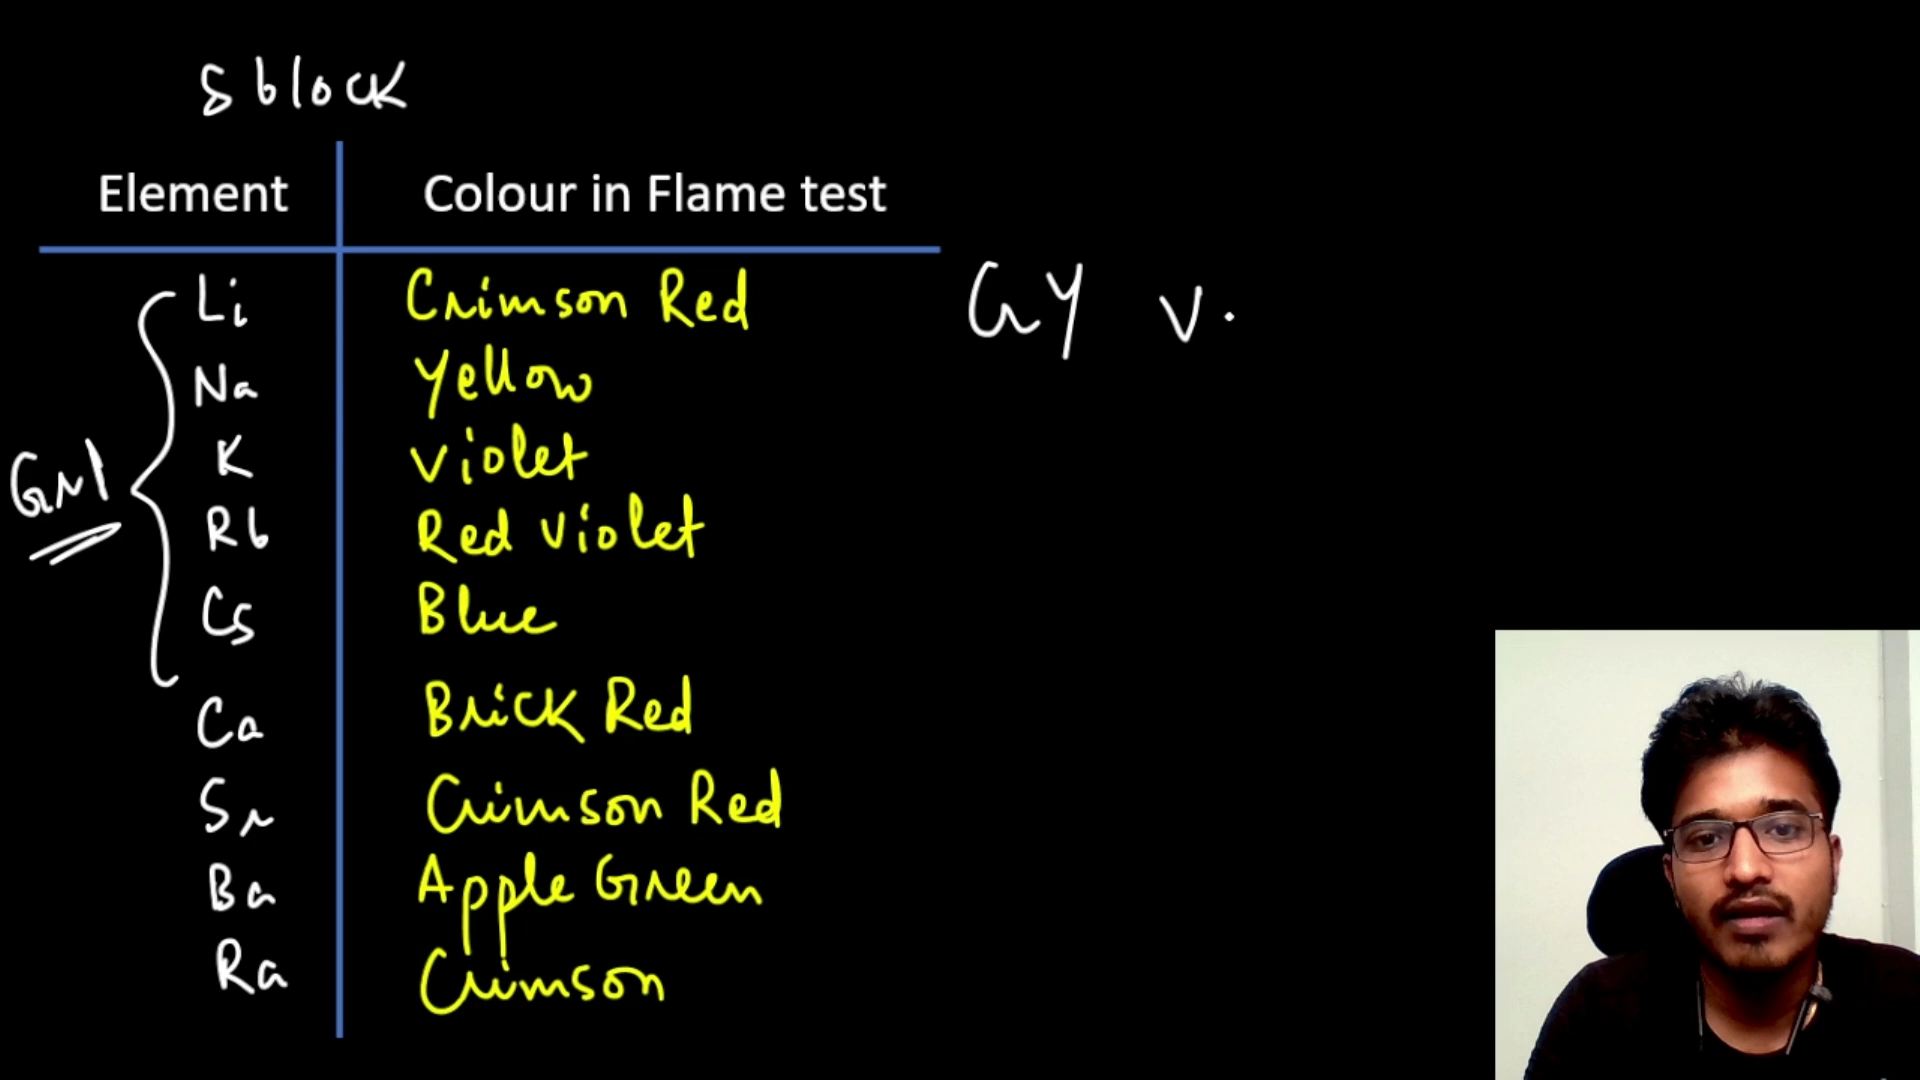 s block
Element Colour in Flame test
Li Crimson Red
Na Yellow
K Violet
Rb Red Violet
Cs Blue
Ca Brick Red
Sr Crimson Red
Ba Apple Green
Ra Crimson
Gr1
CrY V.